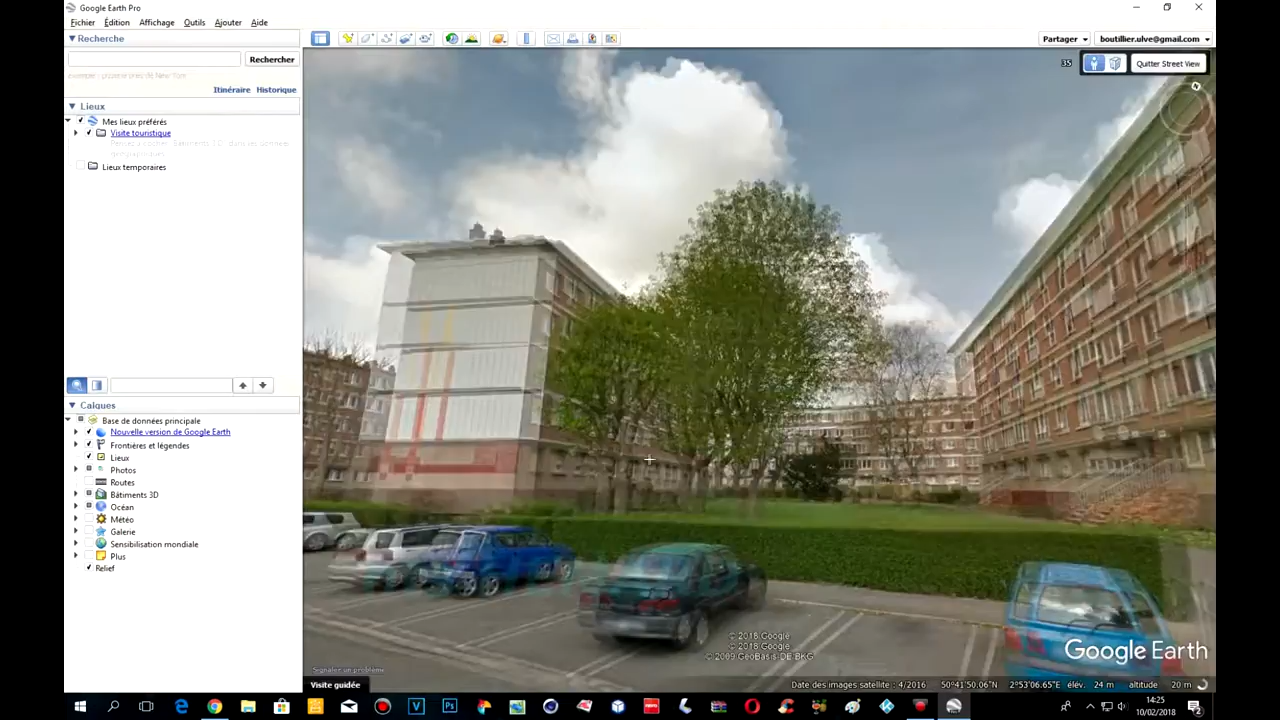 Google Earth Pro
Fichier Édition Affichage Outils Ajouter Aide
Recherche
Rechercher
Itinéraire Historique
Lieux
Mes lieux préférés
Visite touristique
Lieux temporaires
Calques
Base de données principale
Nouvelle version de Google Earth
Frontières et légendes
Lieux
Photos
Routes
Bâtiments 3D
Océan
Météo
Galerie
Sensibilisation mondiale
Plus
Relief
Partager
boutillier.ulve@gmail.com
Quitter Street View
© 2018 Google
© 2018 Google
© 2009 GeoBasis-DE/BKG
Google Earth
Signaler un problème
Visite guidée
Date des images satellite : 4/2016 50°41'50.06"N 2°53'06.65"E élév. 24 m altitude 20 m
14:25
10/02/2018